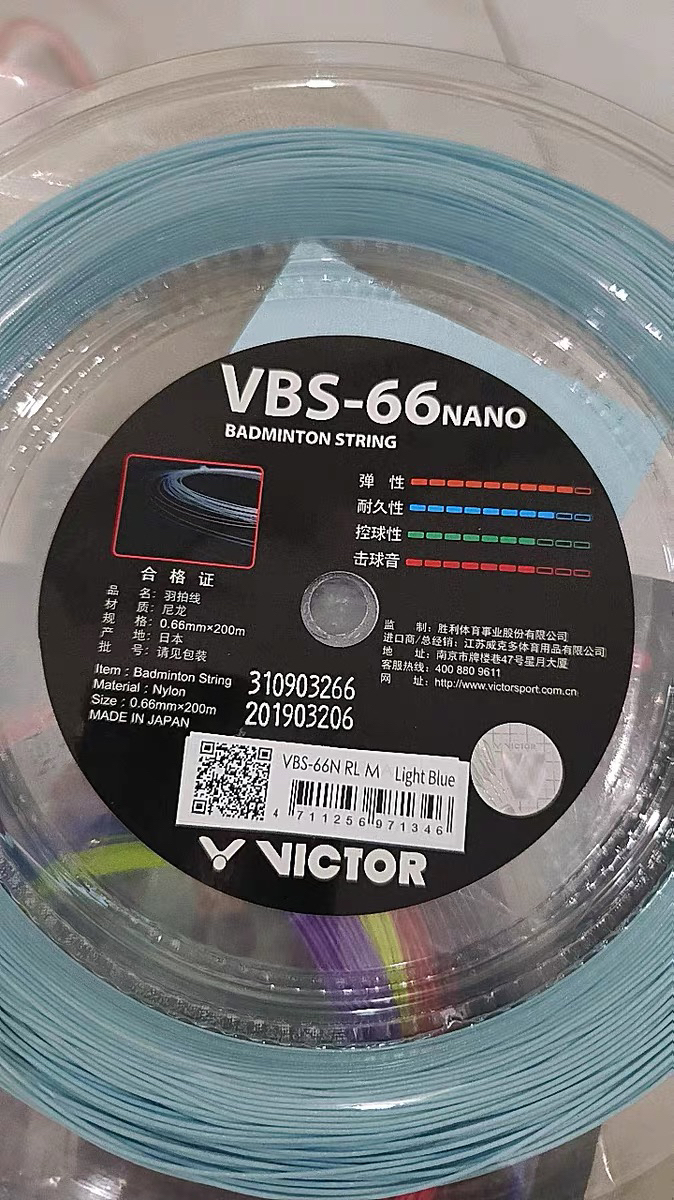 VBS-66NANO
BADMINTON STRING
弹 性
耐久性
控球性
击球音
合格证
品 名：羽拍线
材 质：尼龙
规 格：0.66mm×200m
产 地：日本
批 号：请见包装
监 制：胜利体育事业股份有限公司
进口商/总经销：江苏威克多体育用品有限公司
地 址：南京市牌楼巷47号星月大厦
客服热线：400 880 9611
网 址：http://www.victorsport.com.cn
Item：Badminton String
Material：Nylon
Size：0.66mm×200m
MADE IN JAPAN
310903266
201903206
VBS-66N RL M Light Blue
4 711256 971346
VICTOR
VICTOR